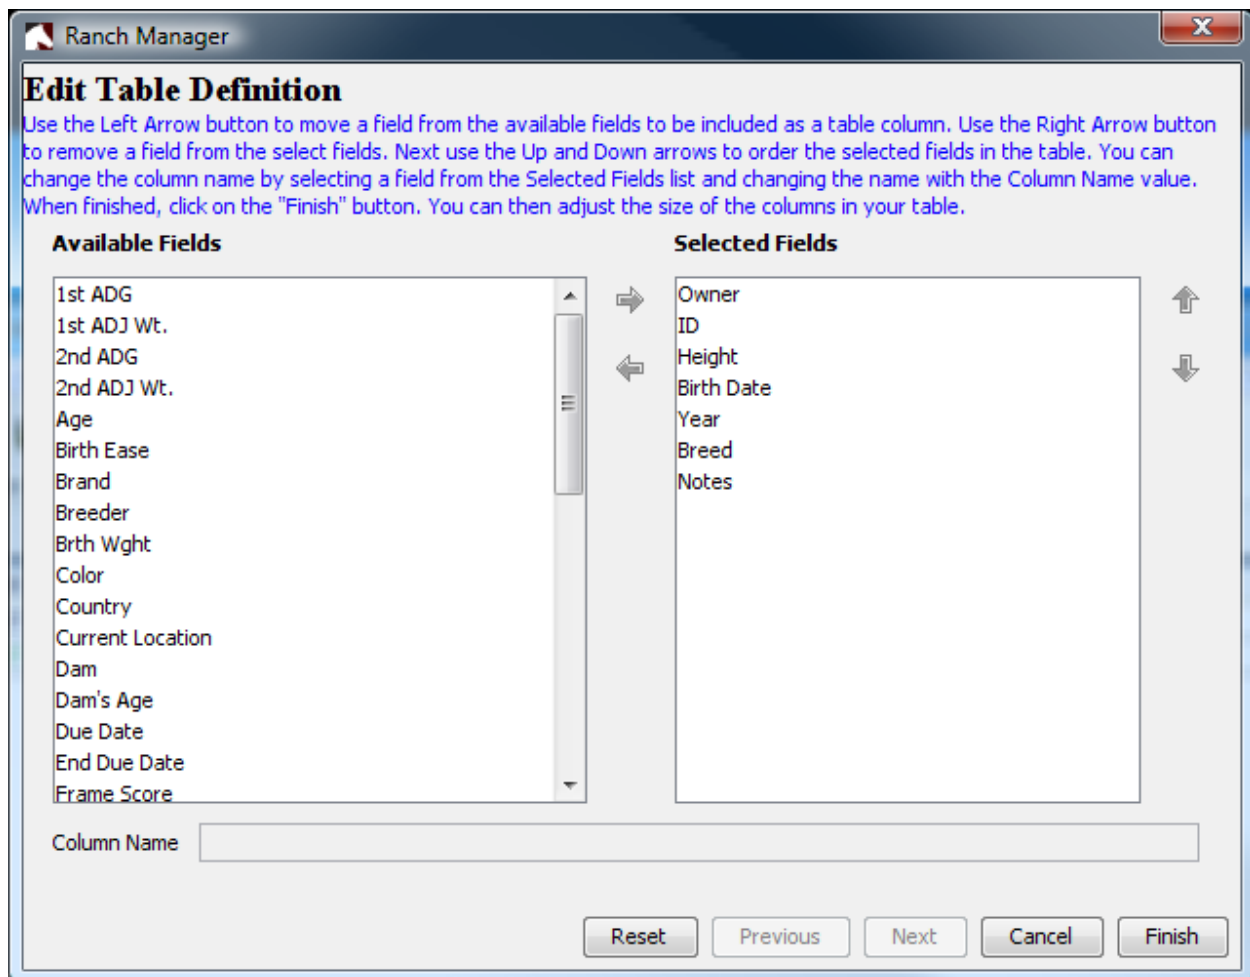 Ranch Manager
Edit Table Definition
Use the Left Arrow button to move a field from the available fields to be included as a table column. Use the Right Arrow button
to remove a field from the select fields. Next use the Up and Down arrows to order the selected fields in the table. You can
change the column name by selecting a field from the Selected Fields list and changing the name with the Column Name value.
When finished, click on the "Finish" button. You can then adjust the size of the columns in your table.
Available Fields
1st ADG
1st ADJ Wt.
2nd ADG
2nd ADJ Wt.
Age
Birth Ease
Brand
Breeder
Brth Wght
Color
Country
Current Location
Dam
Dam's Age
Due Date
End Due Date
Frame Score
Selected Fields
Owner
ID
Height
Birth Date
Year
Breed
Notes
Column Name
Reset Previous Next Cancel Finish